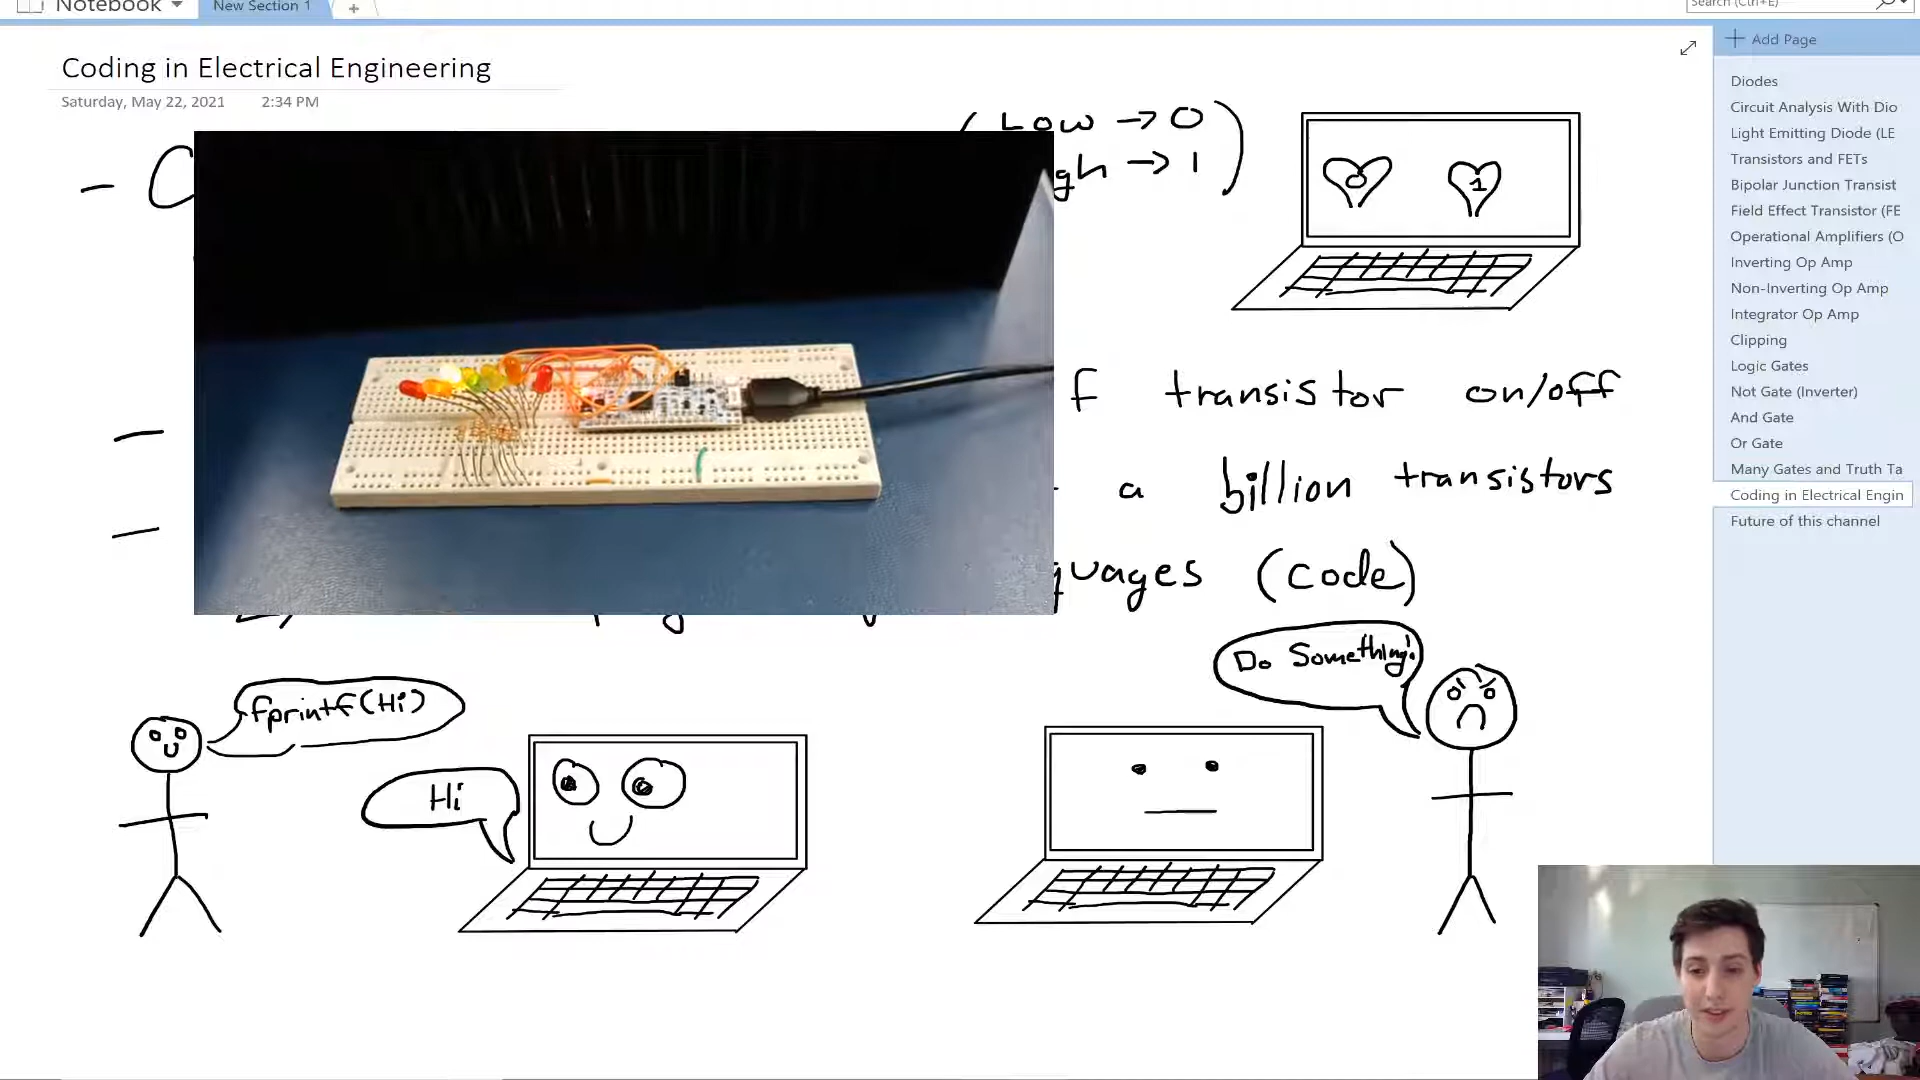 Notebook
New Section 1
Search (Ctrl+E)
Coding in Electrical Engineering
Saturday, May 22, 2021 2:34 PM
Add Page
Diodes
Circuit Analysis With Dio
Light Emitting Diode (LE
Transistors and FETs
Bipolar Junction Transist
Field Effect Transistor (FE
Operational Amplifiers (O
Inverting Op Amp
Non-Inverting Op Amp
Integrator Op Amp
Clipping
Logic Gates
Not Gate (Inverter)
And Gate
Or Gate
Many Gates and Truth Ta
Coding in Electrical Engin
Future of this channel
- C
(Low → 0
gh → 1)
0 1
f transistor on/off
a billion transistors
guages (code)
Do Something!
fprintf(Hi)
Hi